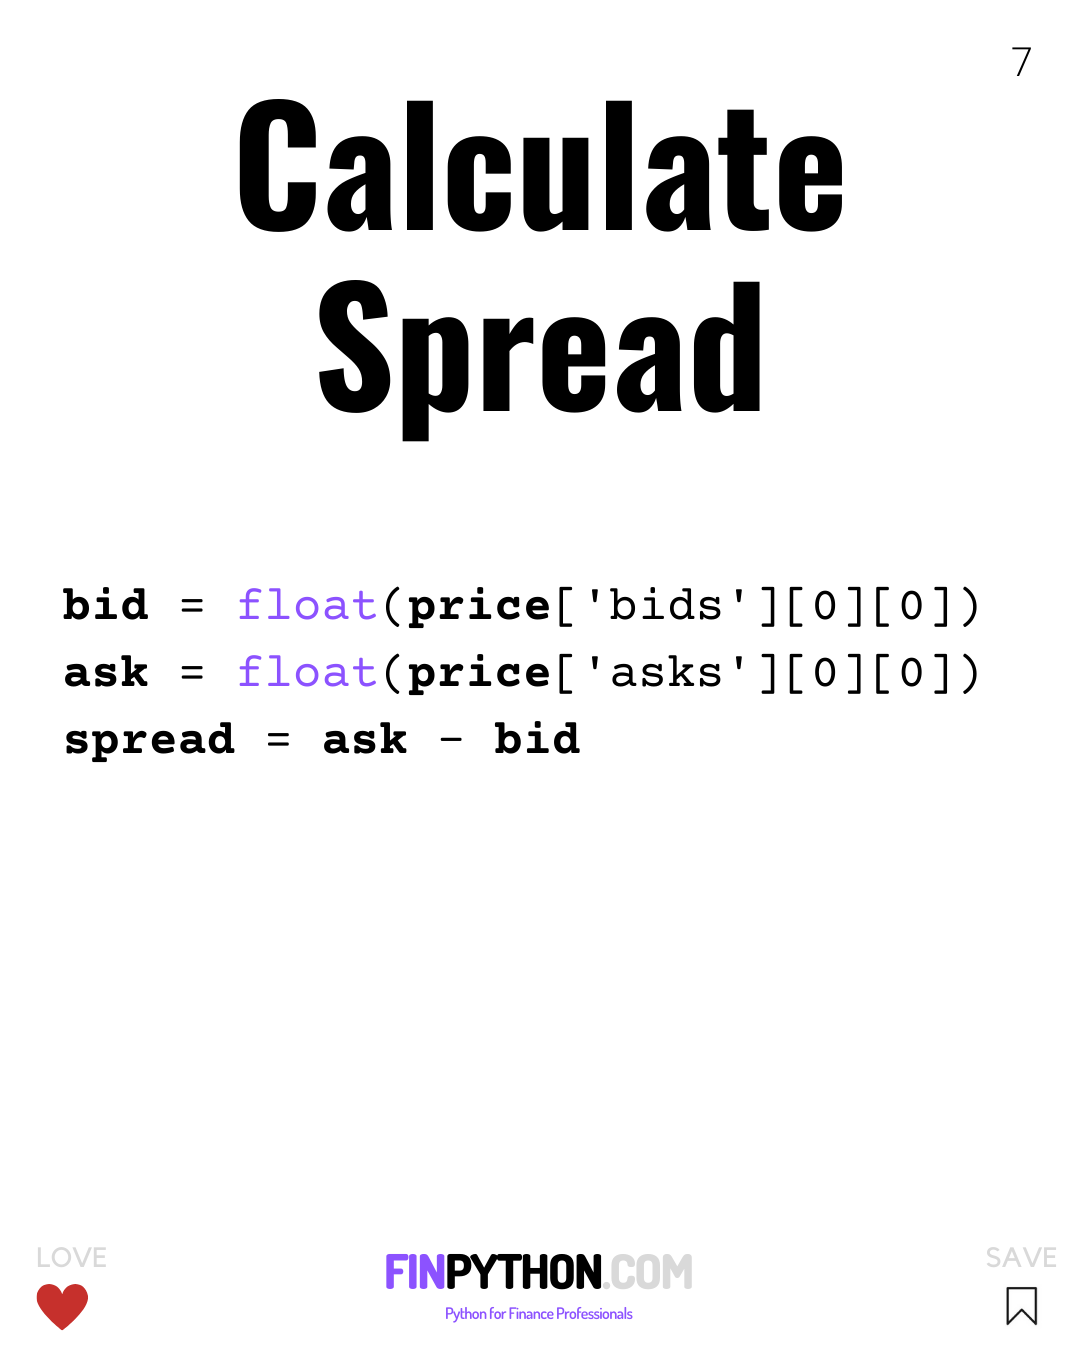 7
Calculate
Spread
bid = float(price['bids'][0][0])
ask = float(price['asks'][0][0])
spread = ask - bid
LOVE
FINPYTHON.COM
Python for Finance Professionals
SAVE